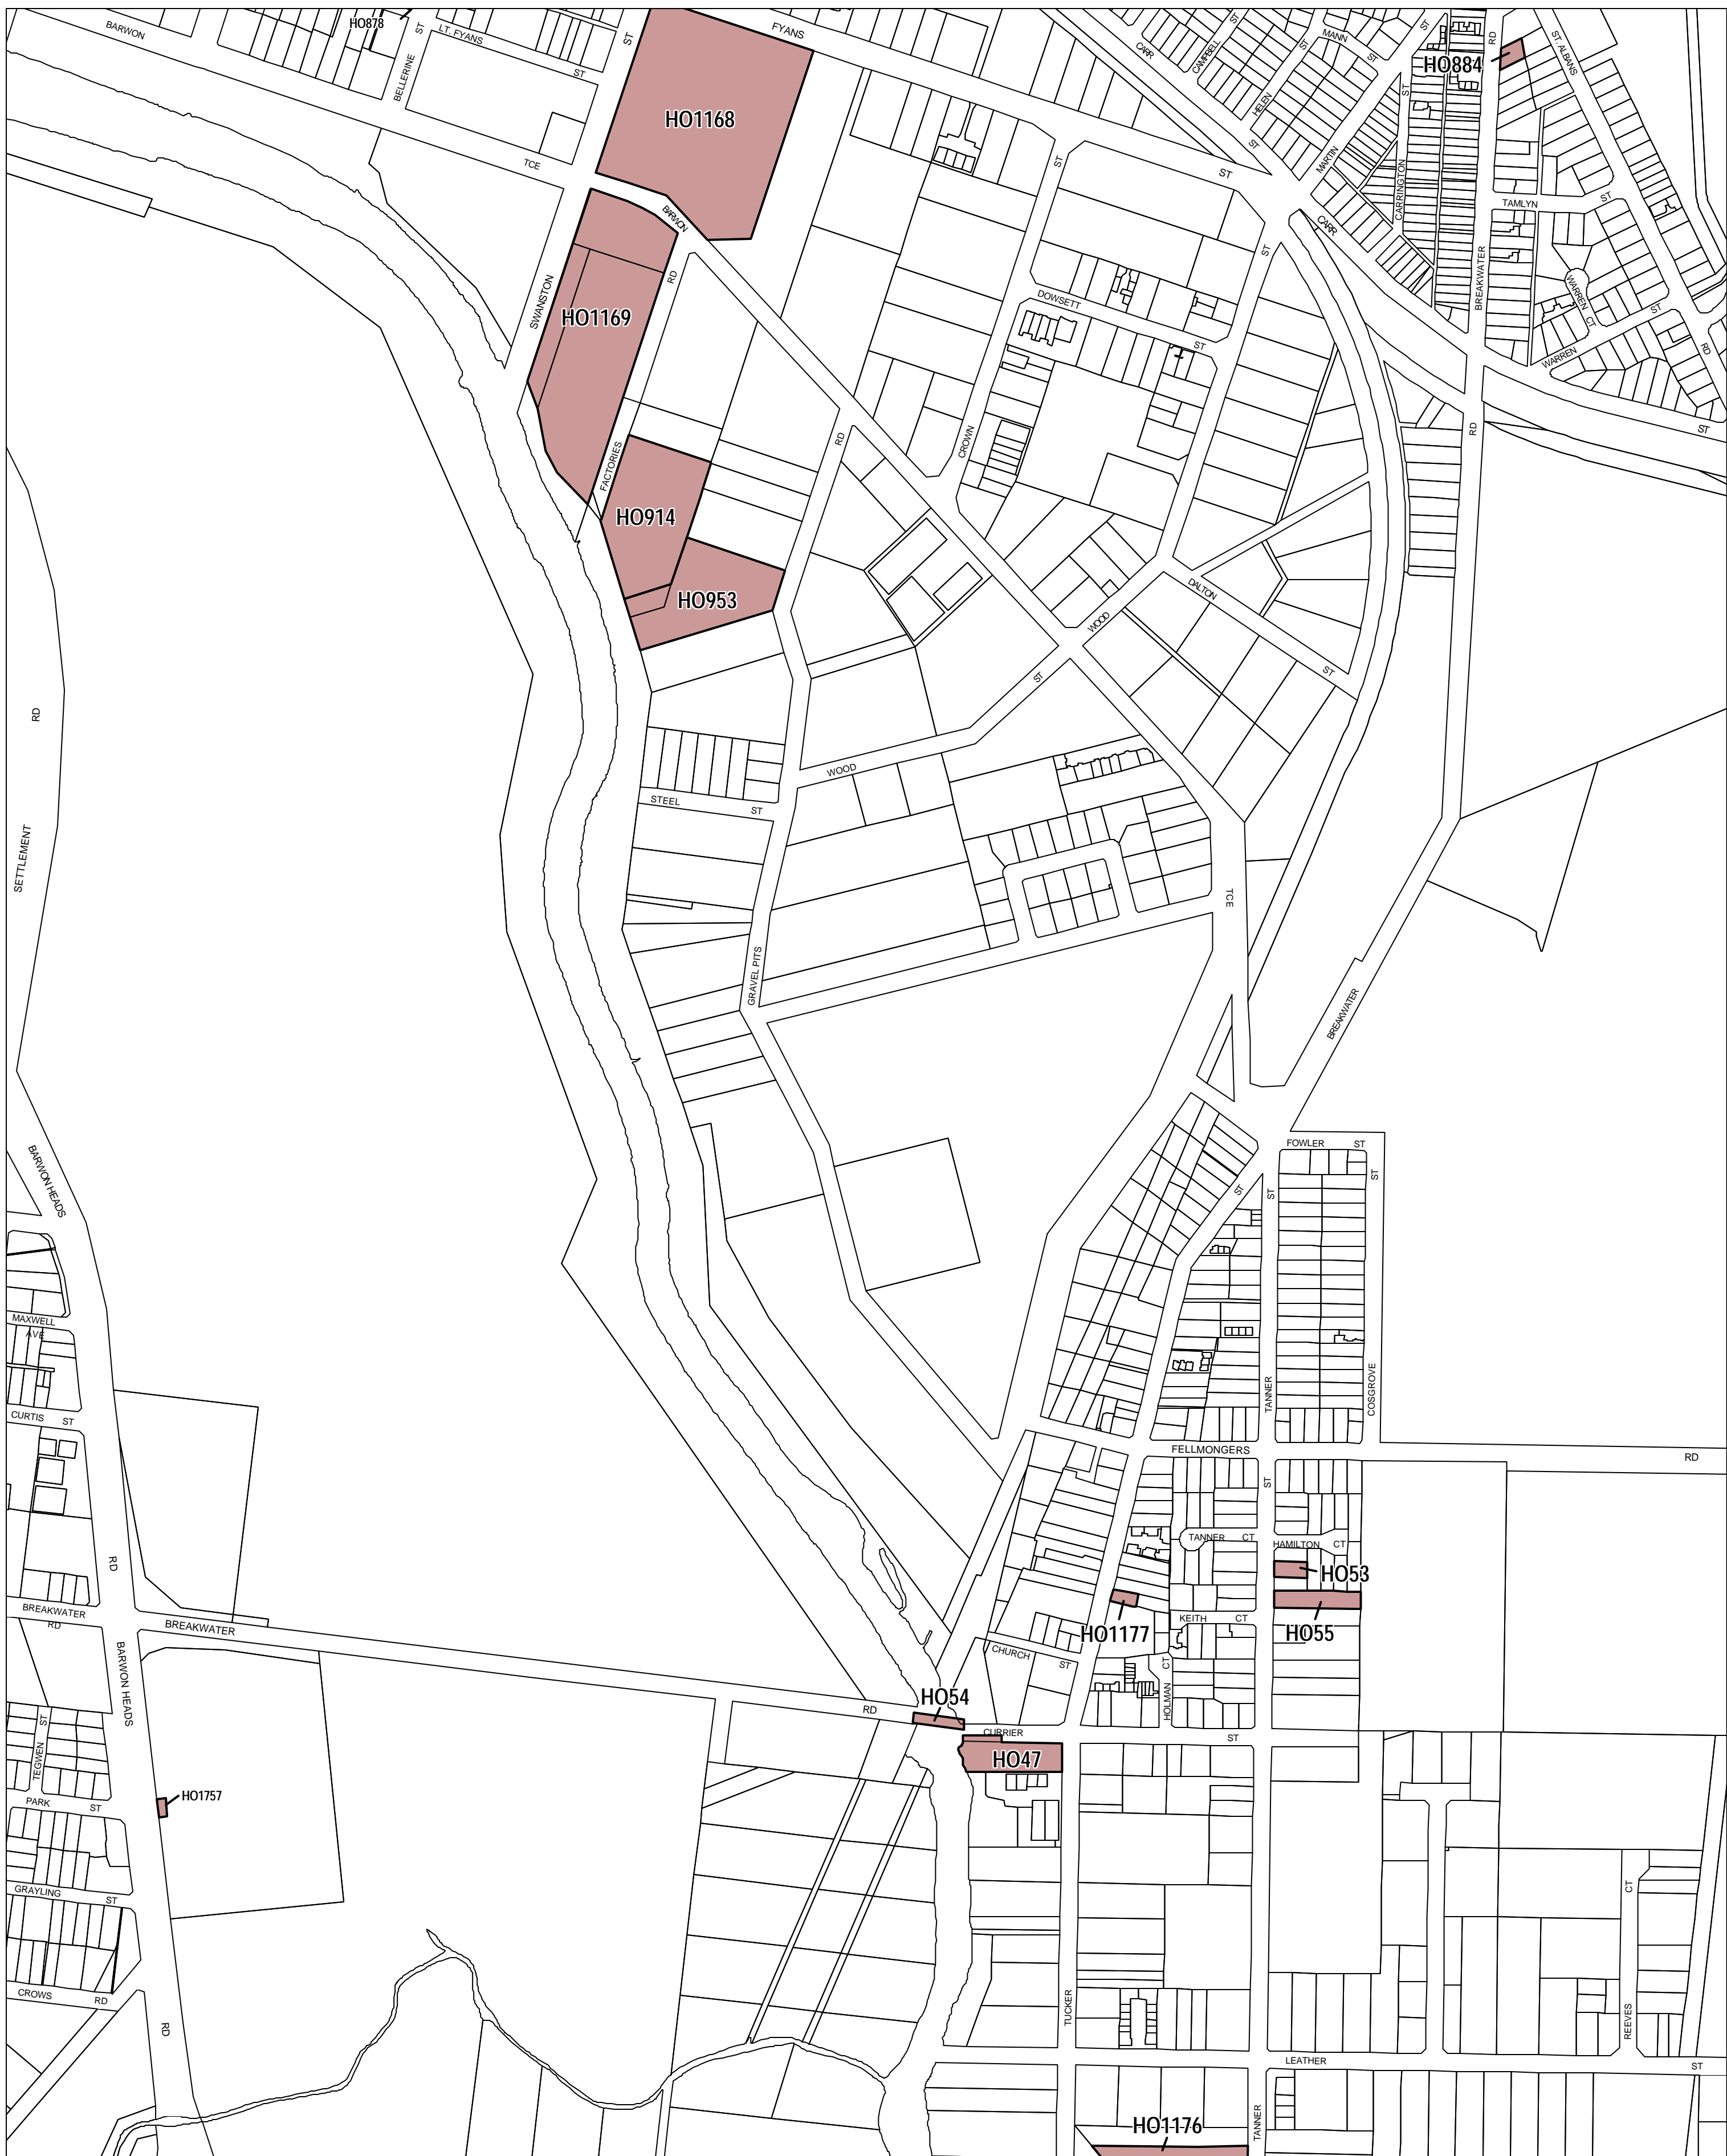 HO878
BARWON
ST
LT. FYANS
ST
BELLERINE
ST
FYANS
HO1168
TCE
BARWON
ST
CARR
CAMPBELL
ST
MANN
ST
ST
ST
HELEN
ST
MARTIN
ST
CARRINGTON
RD
HO884
ST. ALBANS
TAMLYN
ST
CARR
BREAKWATER
WARREN
CT
WARREN
ST
RD
ST
SWANSTON
HO1169
RD
FACTORIES
ST
ST
DOWSETT
ST
CROWN
RD
RD
HO914
HO953
DALTON
ST
WOOD
ST
WOOD
STEEL
ST
RD
SETTLEMENT
TCE
GRAVEL PITS
BREAKWATER
BARWON HEADS
FOWLER
ST
ST
ST
ST
MAXWELL
AVE
CURTIS
ST
TANNER
COSGROVE
FELLMONGERS
RD
ST
TANNER
CT
HAMILTON
CT
HO53
HO55
HO1177
KEITH
CT
RD
BREAKWATER
RD
BREAKWATER
BARWON HEADS
CHURCH
ST
HOLMAN
CT
HO54
RD
CURRIER
ST
HO47
TEGWEN
ST
HO1757
PARK
ST
GRAYLING
ST
CROWS
RD
RD
TUCKER
CT
REEVES
LEATHER
ST
TANNER
HO1176